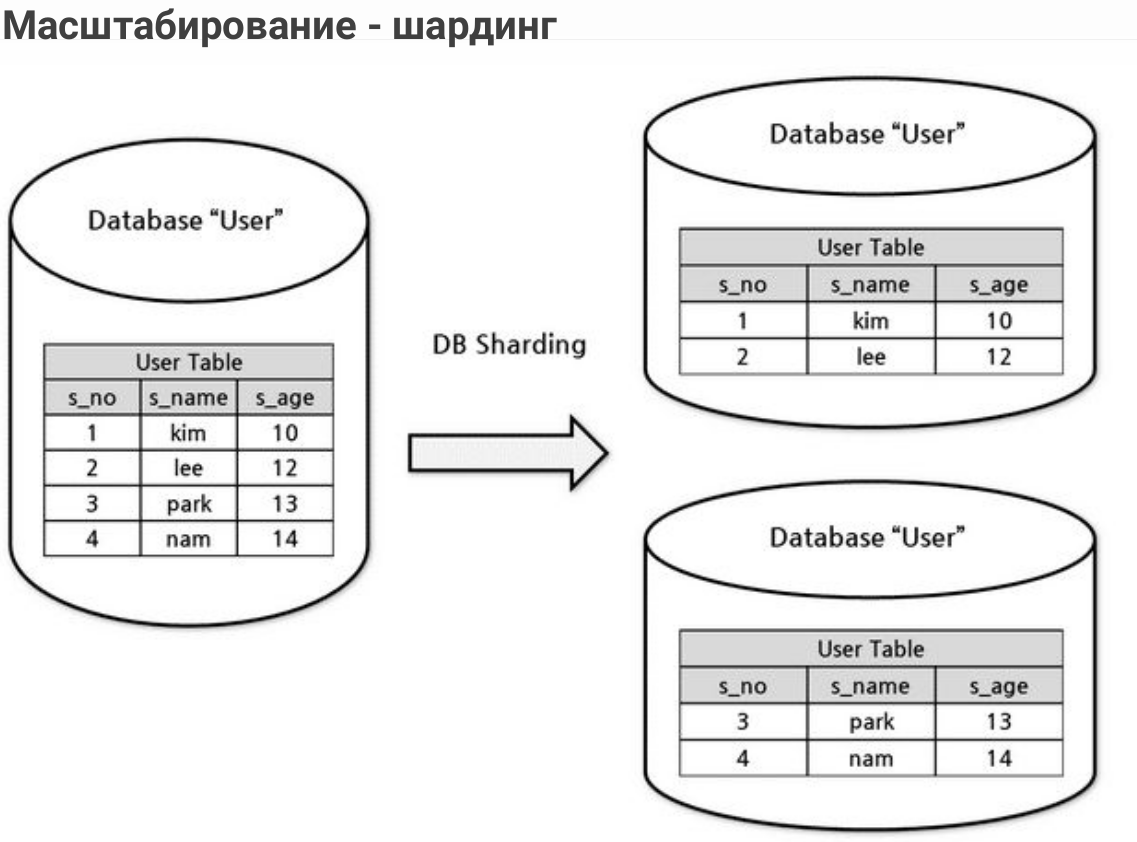 Масштабирование - шардинг
Database “User”
User Table
s_no s_name s_age
1 kim 10
2 lee 12
3 park 13
4 nam 14
DB Sharding
Database “User”
User Table
s_no s_name s_age
1 kim 10
2 lee 12
Database “User”
User Table
s_no s_name s_age
3 park 13
4 nam 14